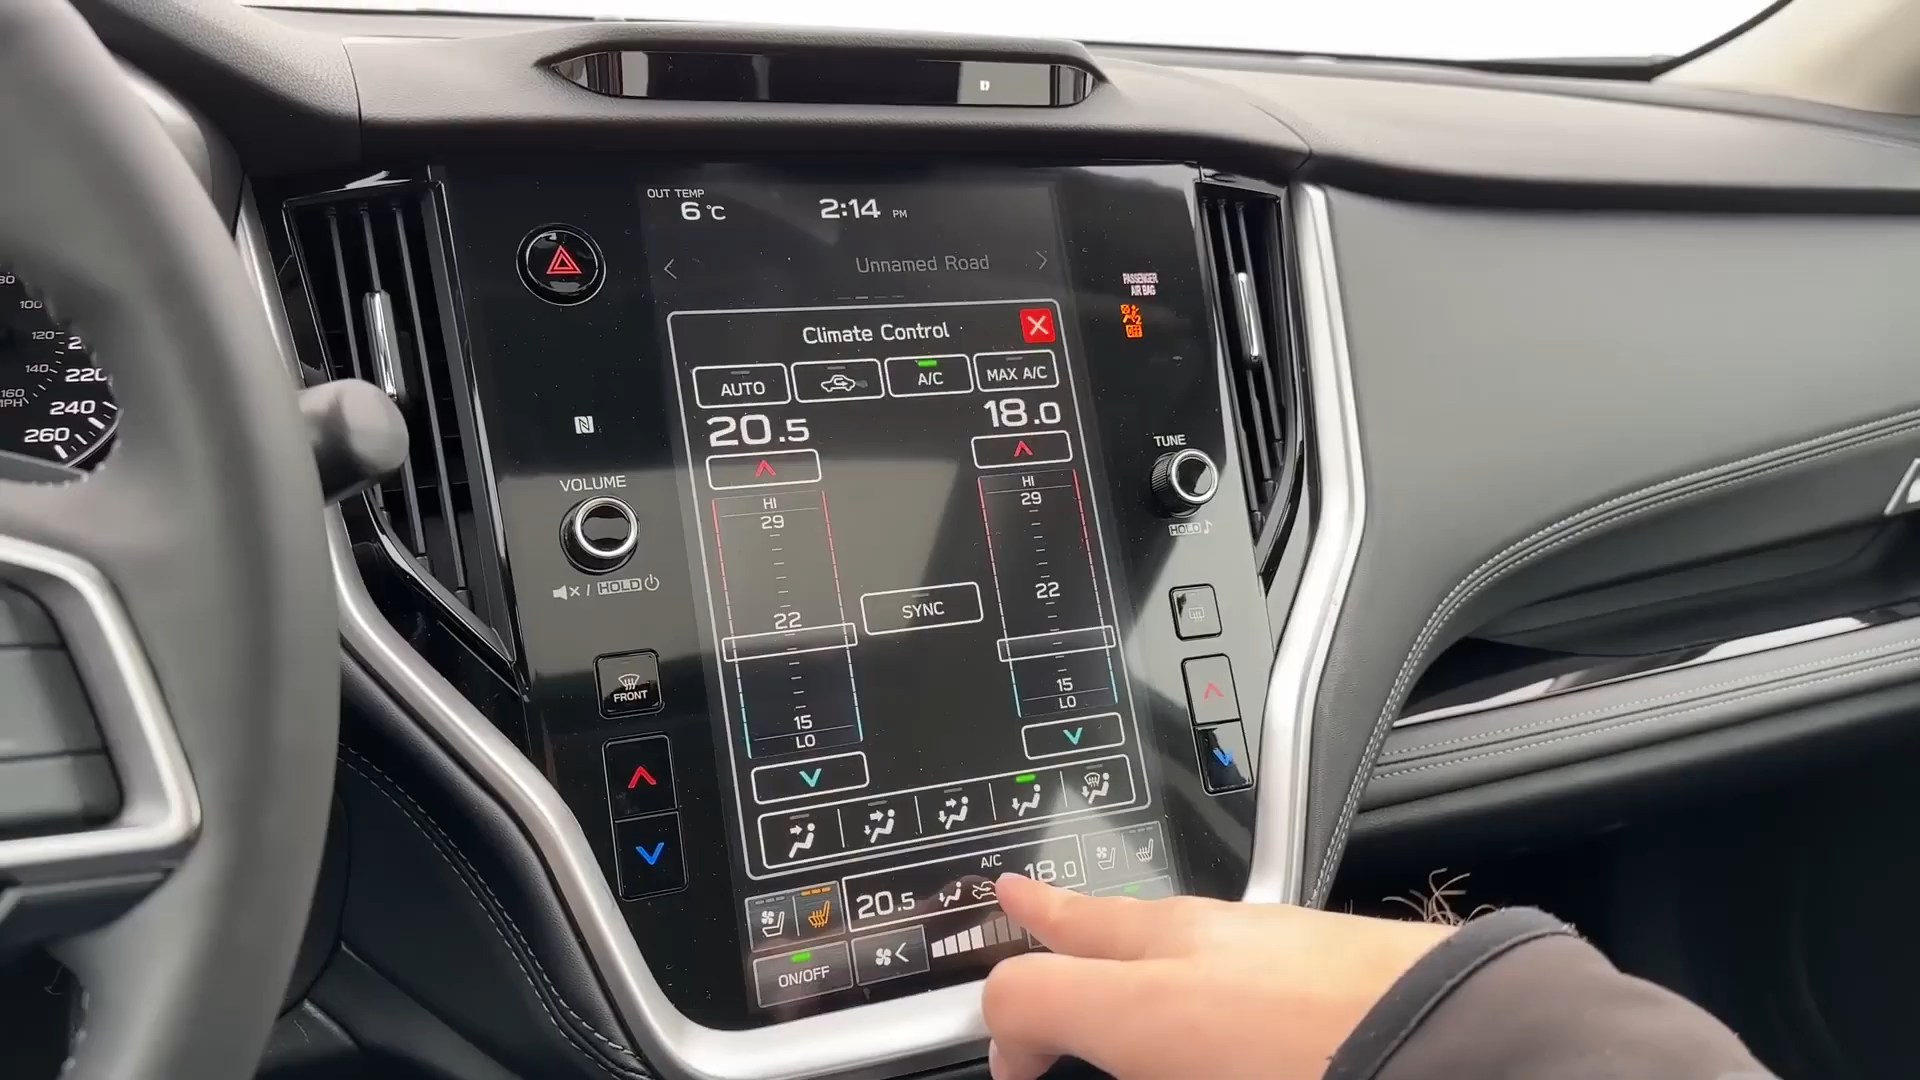 OUT TEMP
6 °C
2:14 PM
Unnamed Road
PASSENGER
AIR BAG
OFF
Climate Control
AUTO
A/C
MAX A/C
20.5
18.0
HI
29
22
15
LO
HI
29
22
15
LO
SYNC
VOLUME
/ HOLD
TUNE
HOLD
FRONT
A/C
20.5
18.0
ON/OFF
80
100
120
140
160
MPH
220
240
260